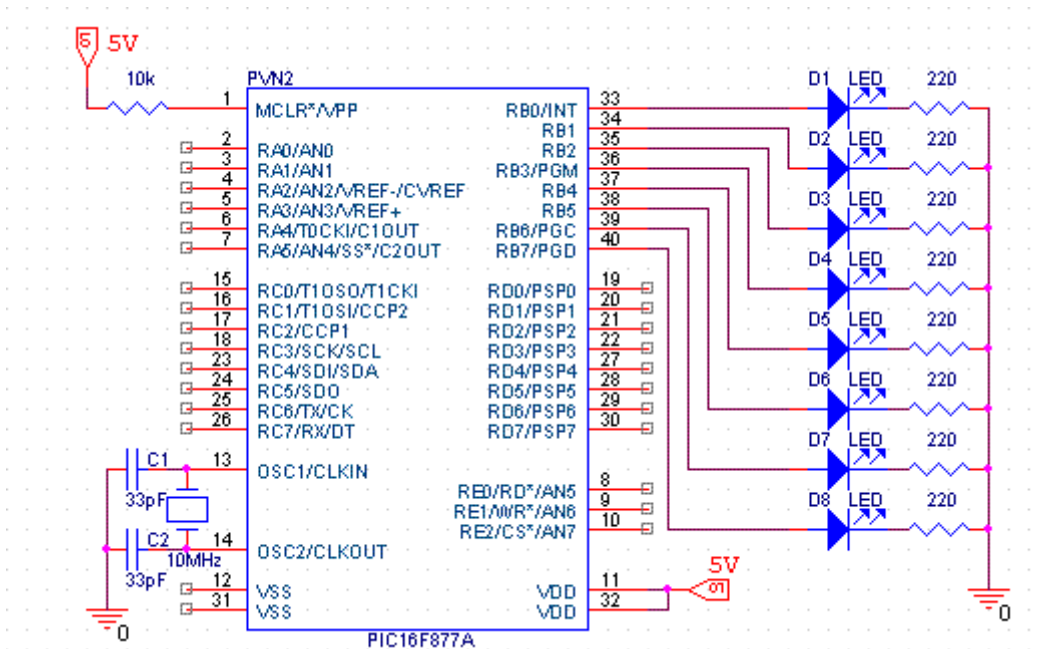 5V
10k
PVN2
1 MCLR*/VPP
2 RA0/AN0
3 RA1/AN1
4 RA2/AN2/VREF-/CVREF
5 RA3/AN3/VREF+
6 RA4/T0CKI/C1OUT
7 RA5/AN4/SS*/C2OUT
15 RC0/T1OSO/T1CKI
16 RC1/T1OSI/CCP2
17 RC2/CCP1
18 RC3/SCK/SCL
23 RC4/SDI/SDA
24 RC5/SDO
25 RC6/TX/CK
26 RC7/RX/DT
13 OSC1/CLKIN
14 OSC2/CLKOUT
12 VSS
31 VSS
C1
33pF
C2
33pF
10MHz
0
RB0/INT 33
RB1 34
RB2 35
RB3/PGM 36
RB4 37
RB5 38
RB6/PGC 39
RB7/PGD 40
RD0/PSP0 19
RD1/PSP1 20
RD2/PSP2 21
RD3/PSP3 22
RD4/PSP4 27
RD5/PSP5 28
RD6/PSP6 29
RD7/PSP7 30
RE0/RD*/AN5 8
RE1/WR*/AN6 9
RE2/CS*/AN7 10
VDD 11
VDD 32
5V
PIC16F877A
D1 LED 220
D2 LED 220
D3 LED 220
D4 LED 220
D5 LED 220
D6 LED 220
D7 LED 220
D8 LED 220
0